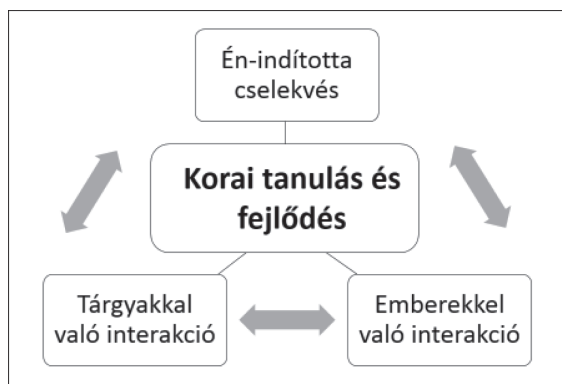 Én-indította
cselekvés
Korai tanulás és
fejlődés
Tárgyakkal
való interakció
Emberekkel
való interakció